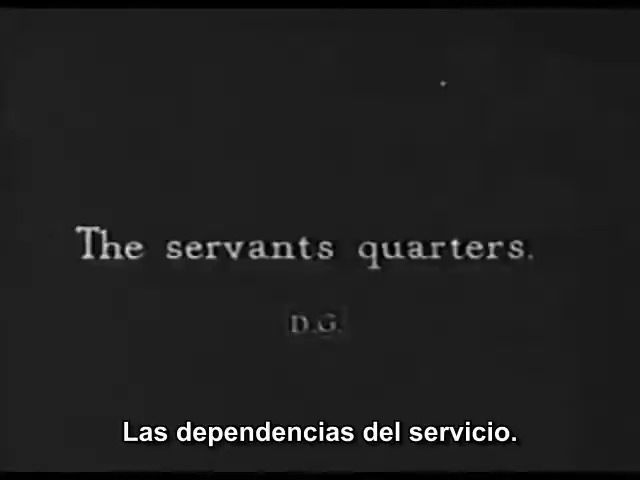 The servants quarters.
D.G.
Las dependencias del servicio.